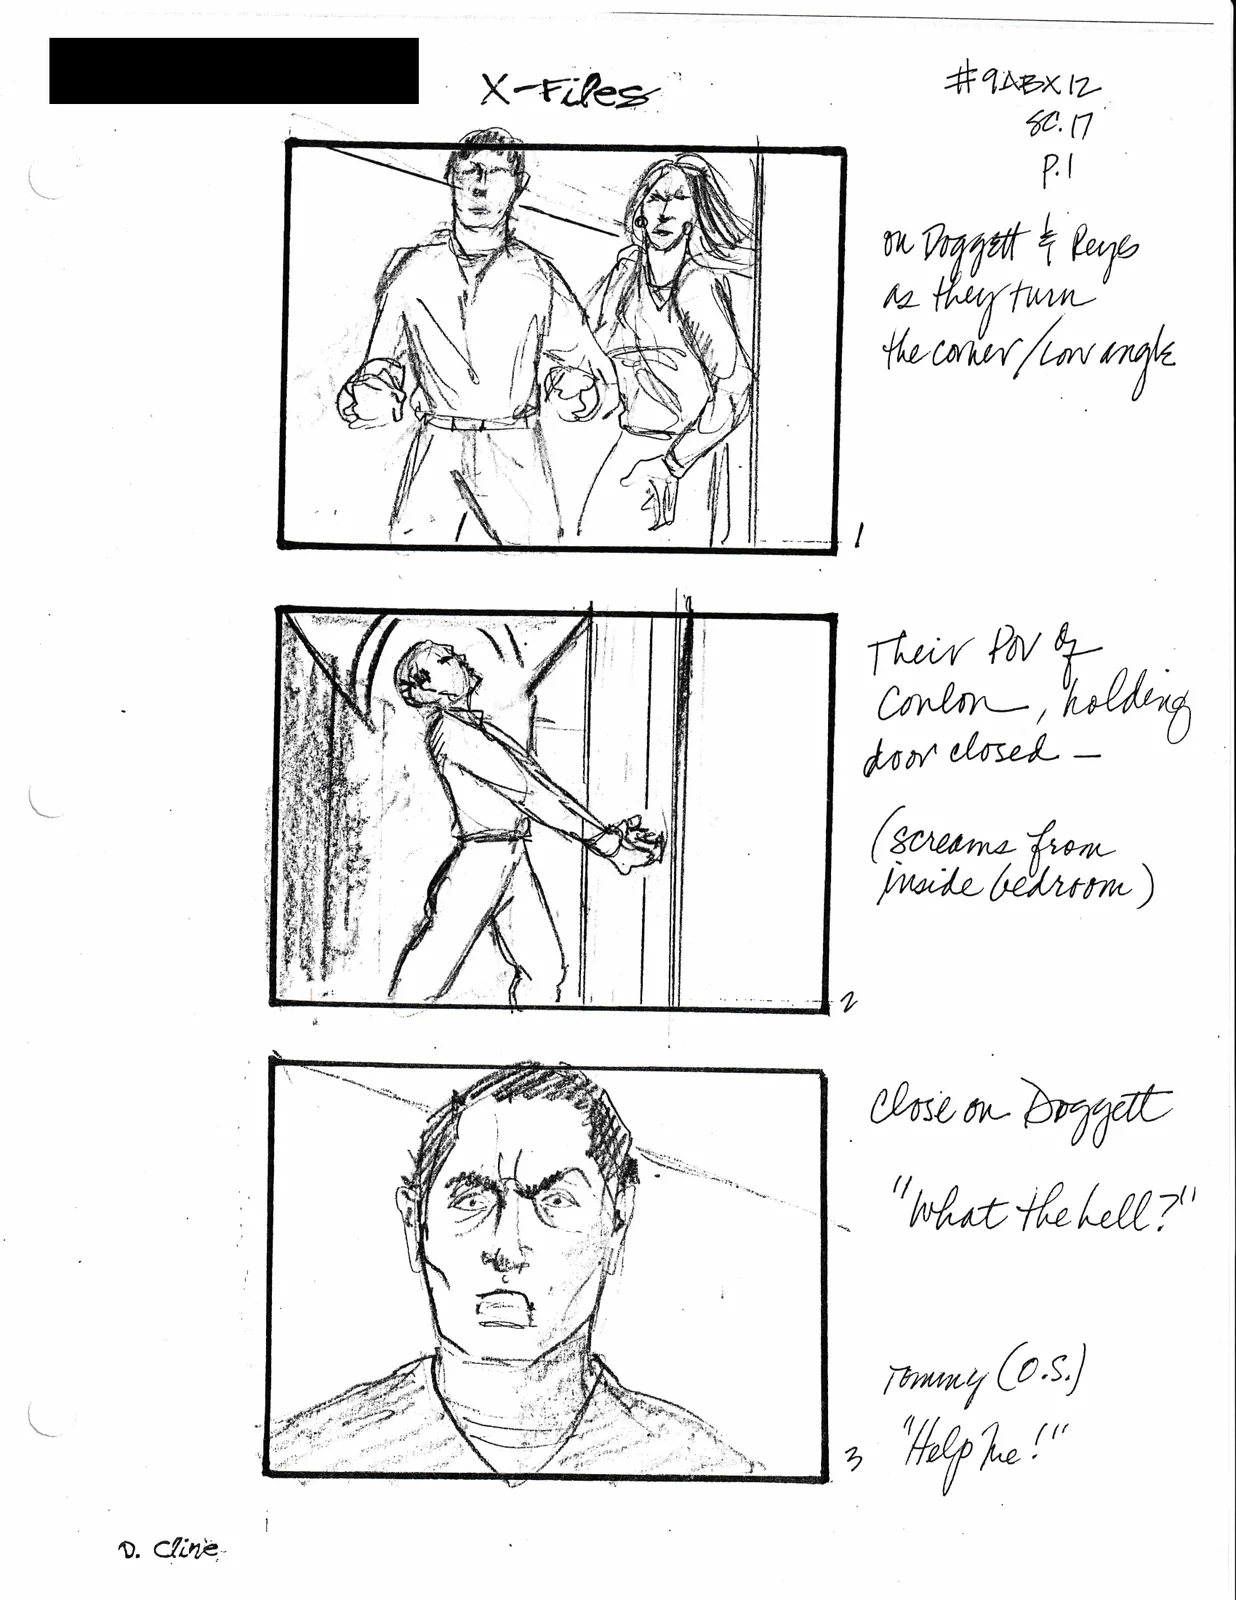 X-Files
#9ABX12
SC.17
P.1
on Doggett & Reyes
as they turn
the corner/low angle
1
Their POV of
Conlon, holding
door closed —
(screams from
inside bedroom)
2
Close on Doggett
"What the hell?"
Tommy (O.S.)
"Help Me!"
3
D. Cline